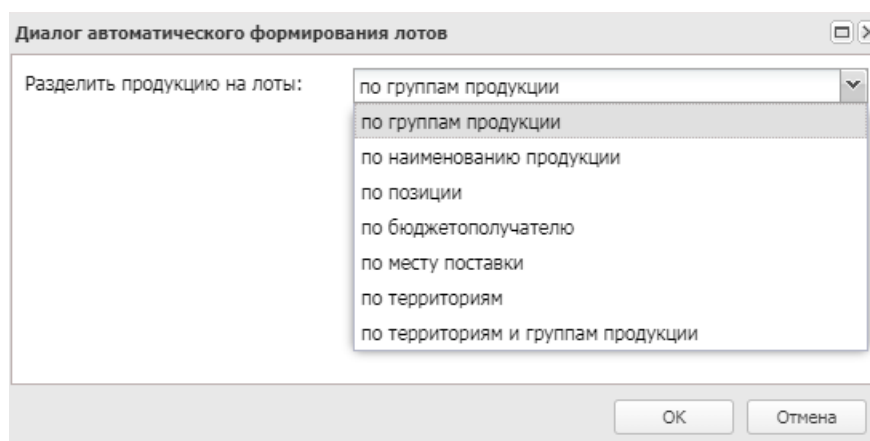 Диалог автоматического формирования лотов
Разделить продукцию на лоты: по группам продукции
по группам продукции
по наименованию продукции
по позиции
по бюджетополучателю
по месту поставки
по территориям
по территориям и группам продукции
ОК Отмена